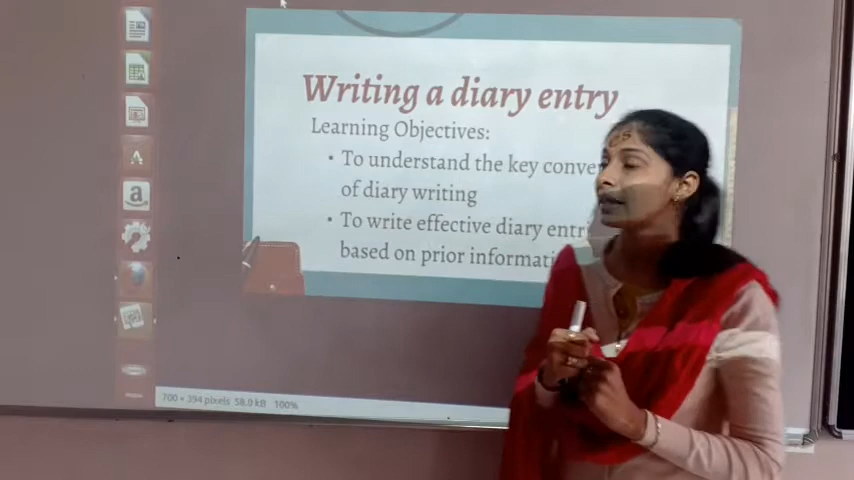 Writing a diary entry
Learning Objectives:
• To understand the key conve
of diary writing
• To write effective diary entr
based on prior informati
a
700 × 394 pixels 58.0 kB 100%